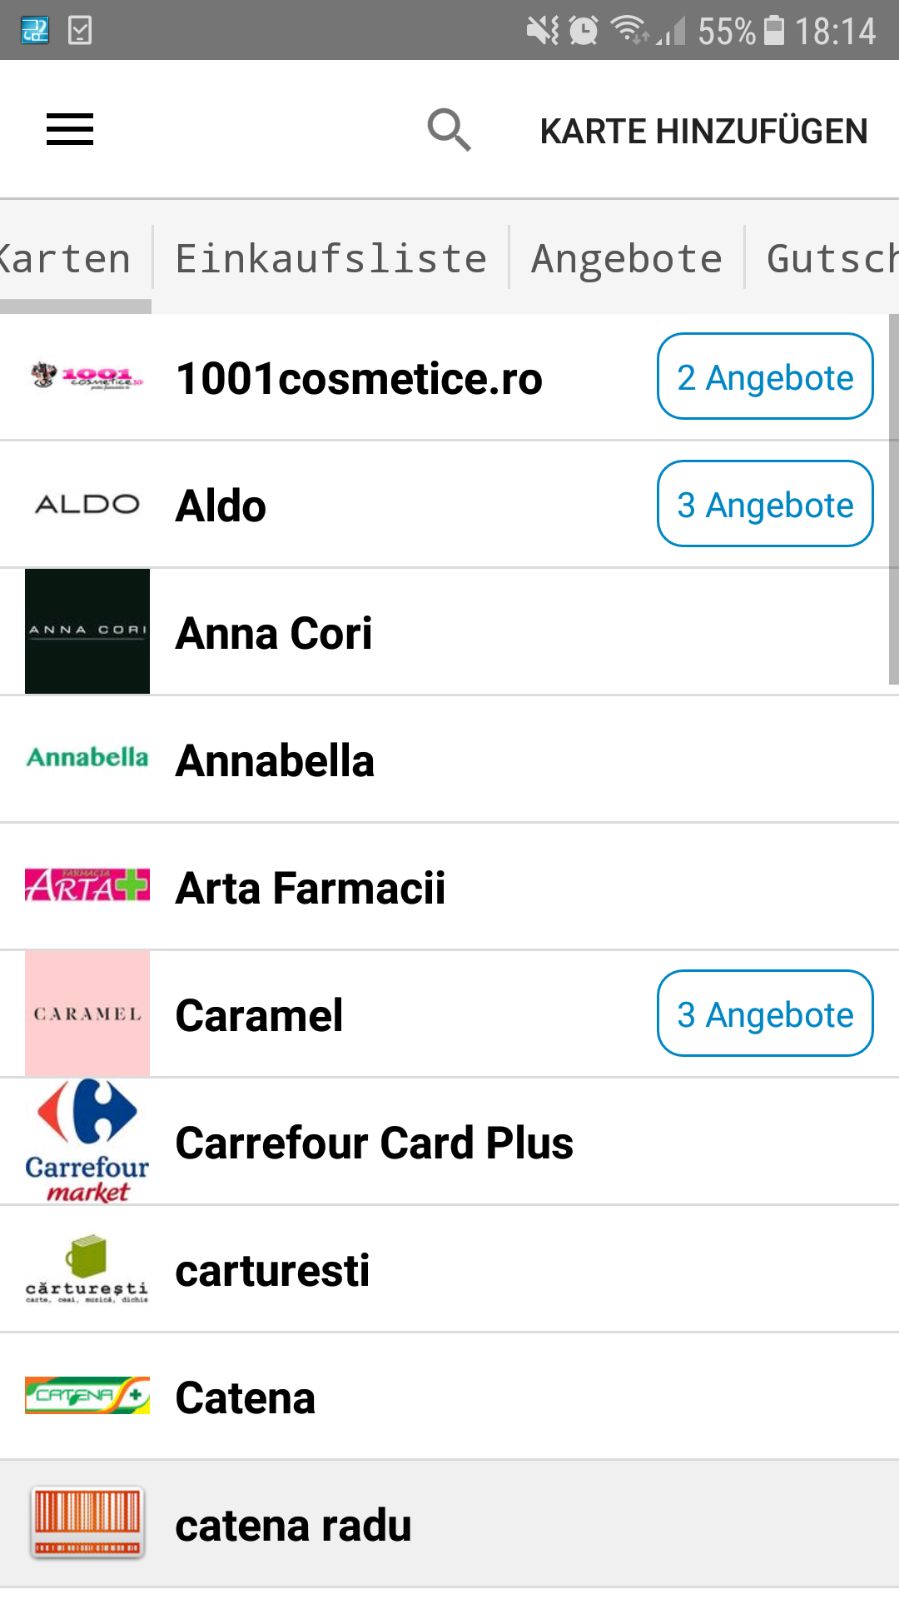 55% 18:14
KARTE HINZUFÜGEN
Karten Einkaufsliste Angebote Gutsch
1001 cosmetice.ro
1001cosmetice.ro 2 Angebote
ALDO Aldo 3 Angebote
ANNA CORI Anna Cori
Annabella Annabella
FARMACIA
ARTA Arta Farmacii
CARAMEL Caramel 3 Angebote
Carrefour
market
Carrefour Card Plus
cărturești
carte, ceai, muzică, dichis
carturesti
CATENA Catena
catena radu